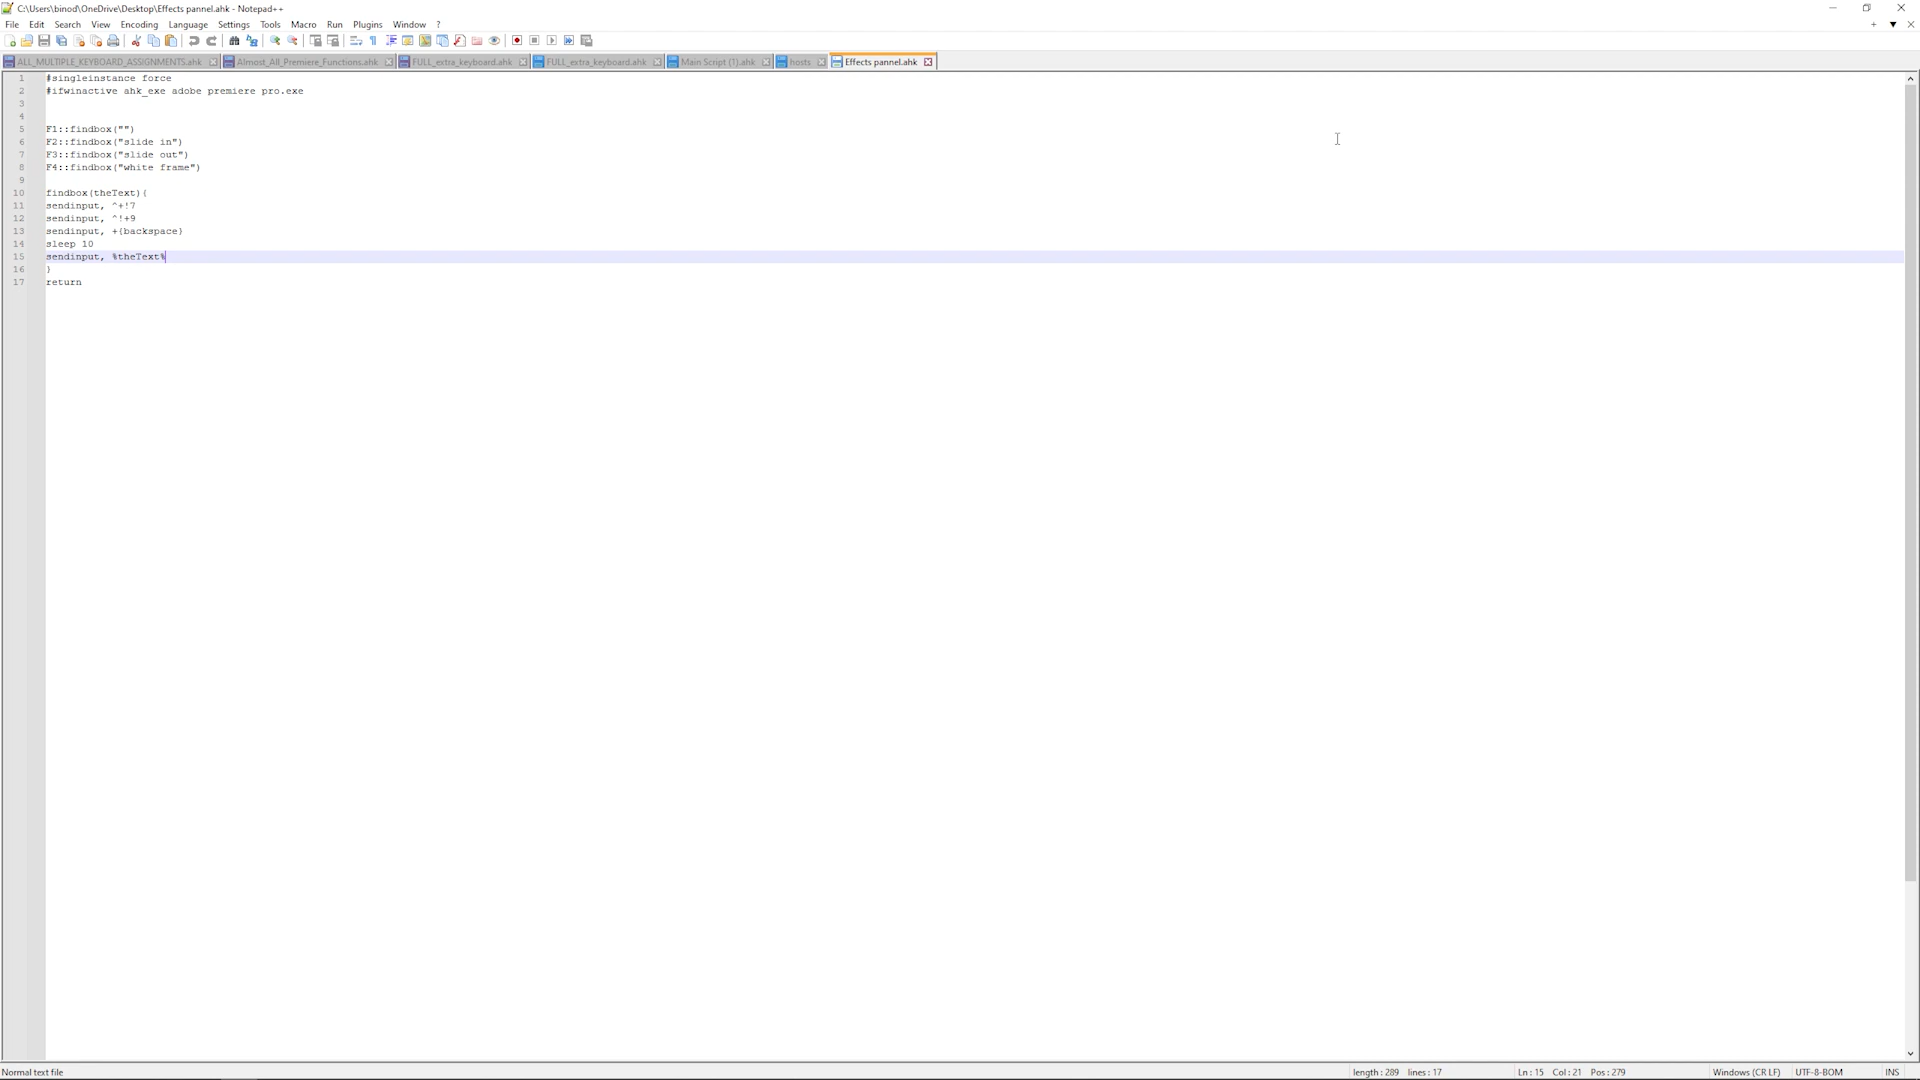 C:\Users\binod\OneDrive\Desktop\Effects pannel.ahk - Notepad++
File Edit Search View Encoding Language Settings Tools Macro Run Plugins Window ?
ALL_MULTIPLE_KEYBOARD_ASSIGNMENTS.ahk Almost_All_Premiere_Functions.ahk FULL_extra_keyboard.ahk FULL_extra_keyboard.ahk Main Script (1).ahk hosts Effects pannel.ahk
1 #singleinstance force
2 #ifwinactive ahk_exe adobe premiere pro.exe
3
4
5 F1::findbox("")
6 F2::findbox("slide in")
7 F3::findbox("slide out")
8 F4::findbox("white frame")
9
10 findbox(theText){
11 sendinput, ^+!7
12 sendinput, ^!+9
13 sendinput, +{backspace}
14 sleep 10
15 sendinput, %theText%
16 }
17 return
Normal text file length : 289 lines : 17 Ln : 15 Col : 21 Pos : 279 Windows (CR LF) UTF-8-BOM INS